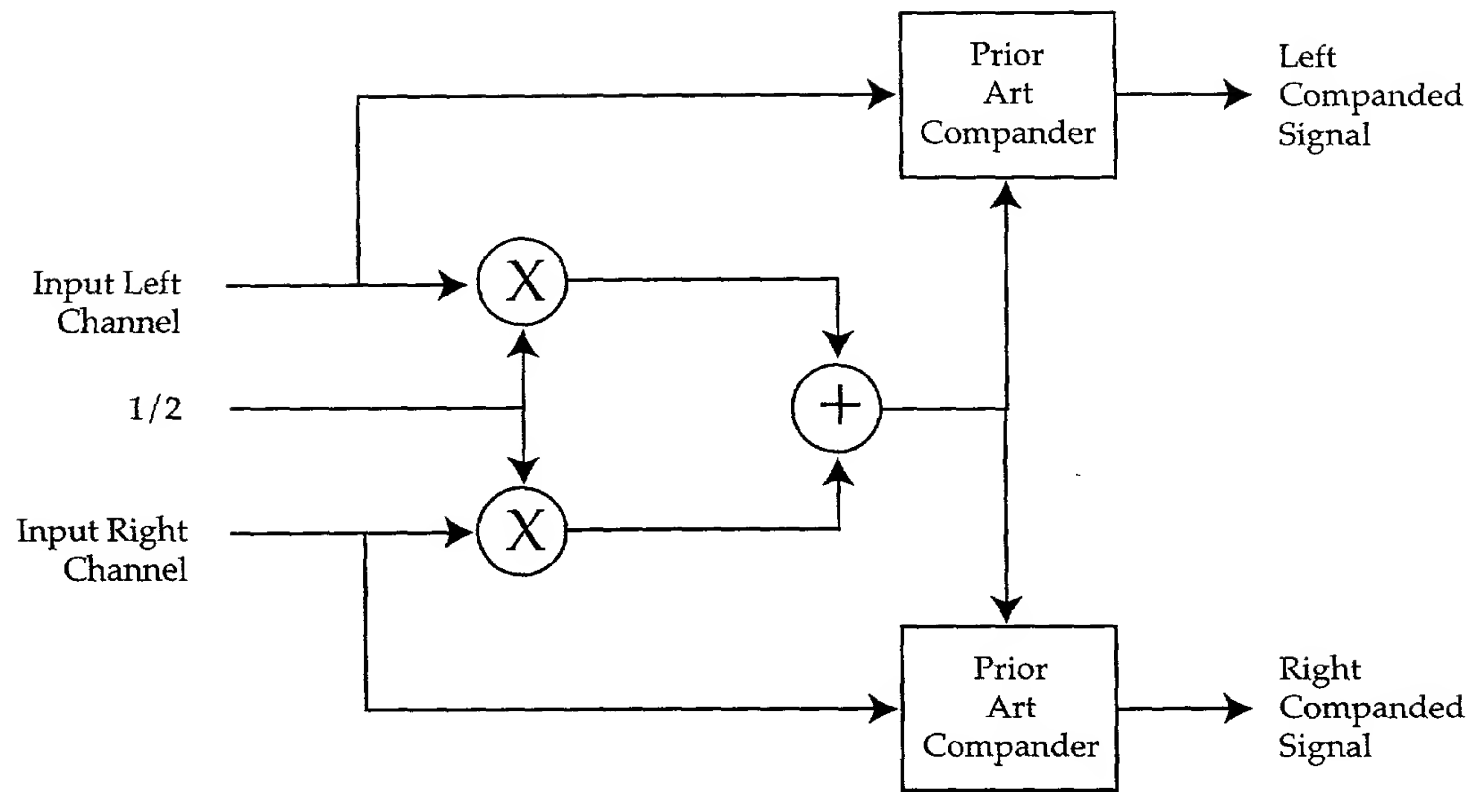 Prior
Art
Compander
Left
Companded
Signal
Input Left
Channel
X
1/2
+
Input Right
Channel
X
Prior
Art
Compander
Right
Companded
Signal